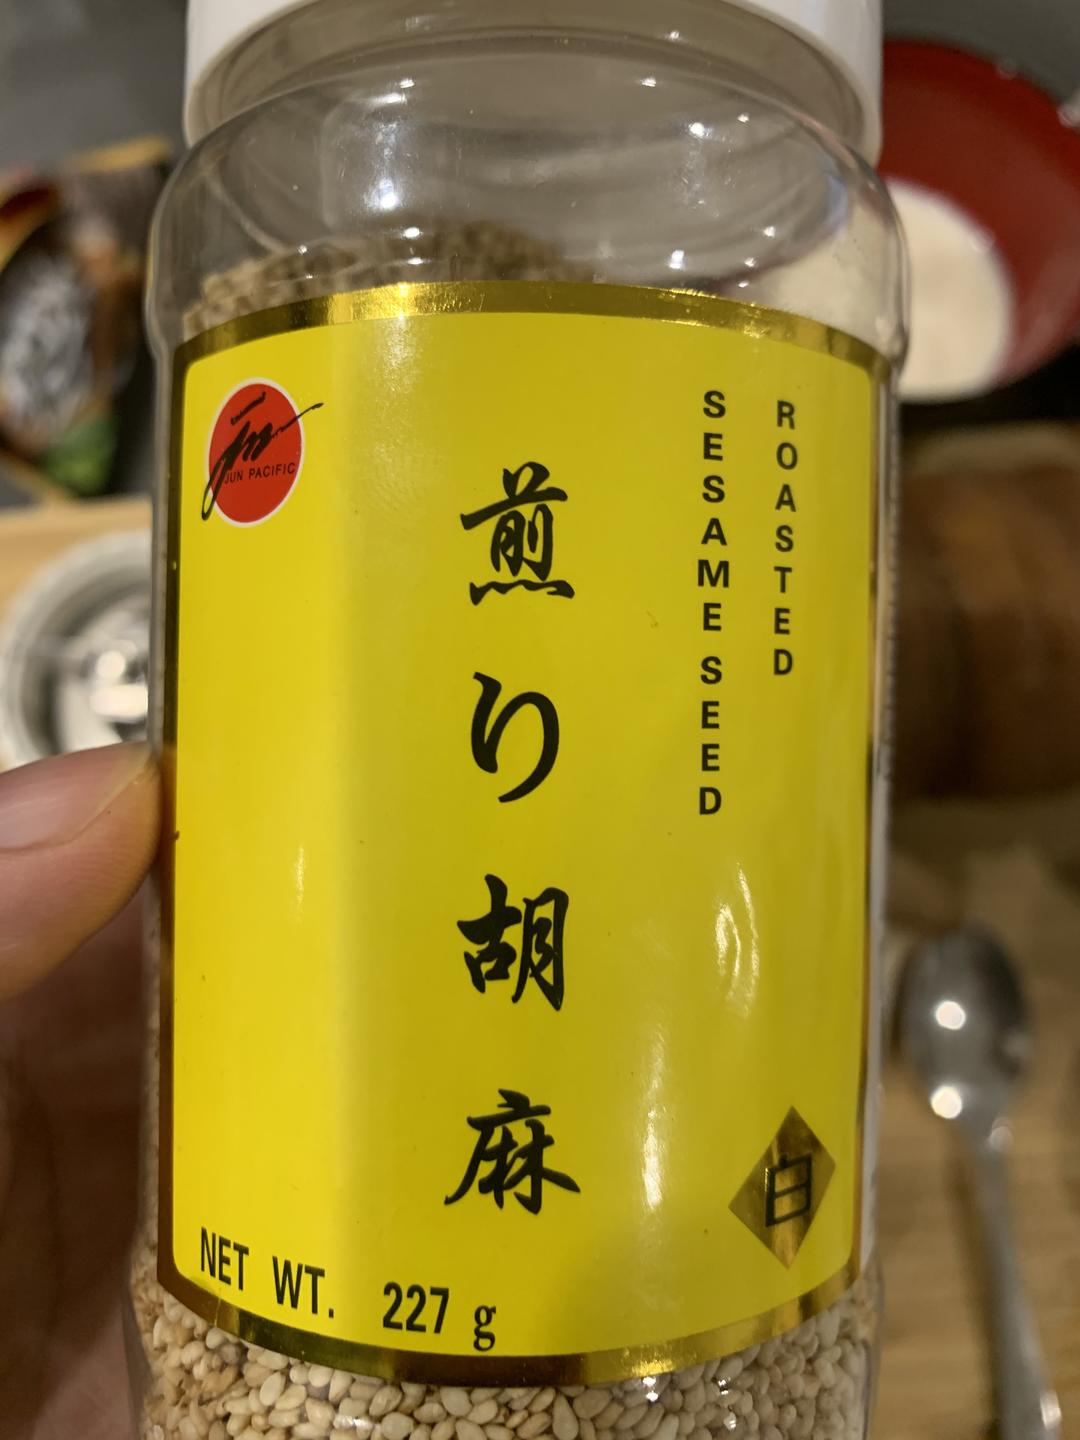 JUN PACIFIC
ROASTED
SESAME SEED
煎り胡麻
白
NET WT. 227 g